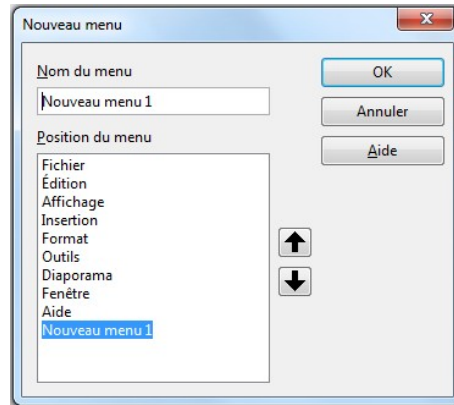 Nouveau menu
Nom du menu
Nouveau menu 1
Position du menu
Fichier
Édition
Affichage
Insertion
Format
Outils
Diaporama
Fenêtre
Aide
Nouveau menu 1
OK
Annuler
Aide